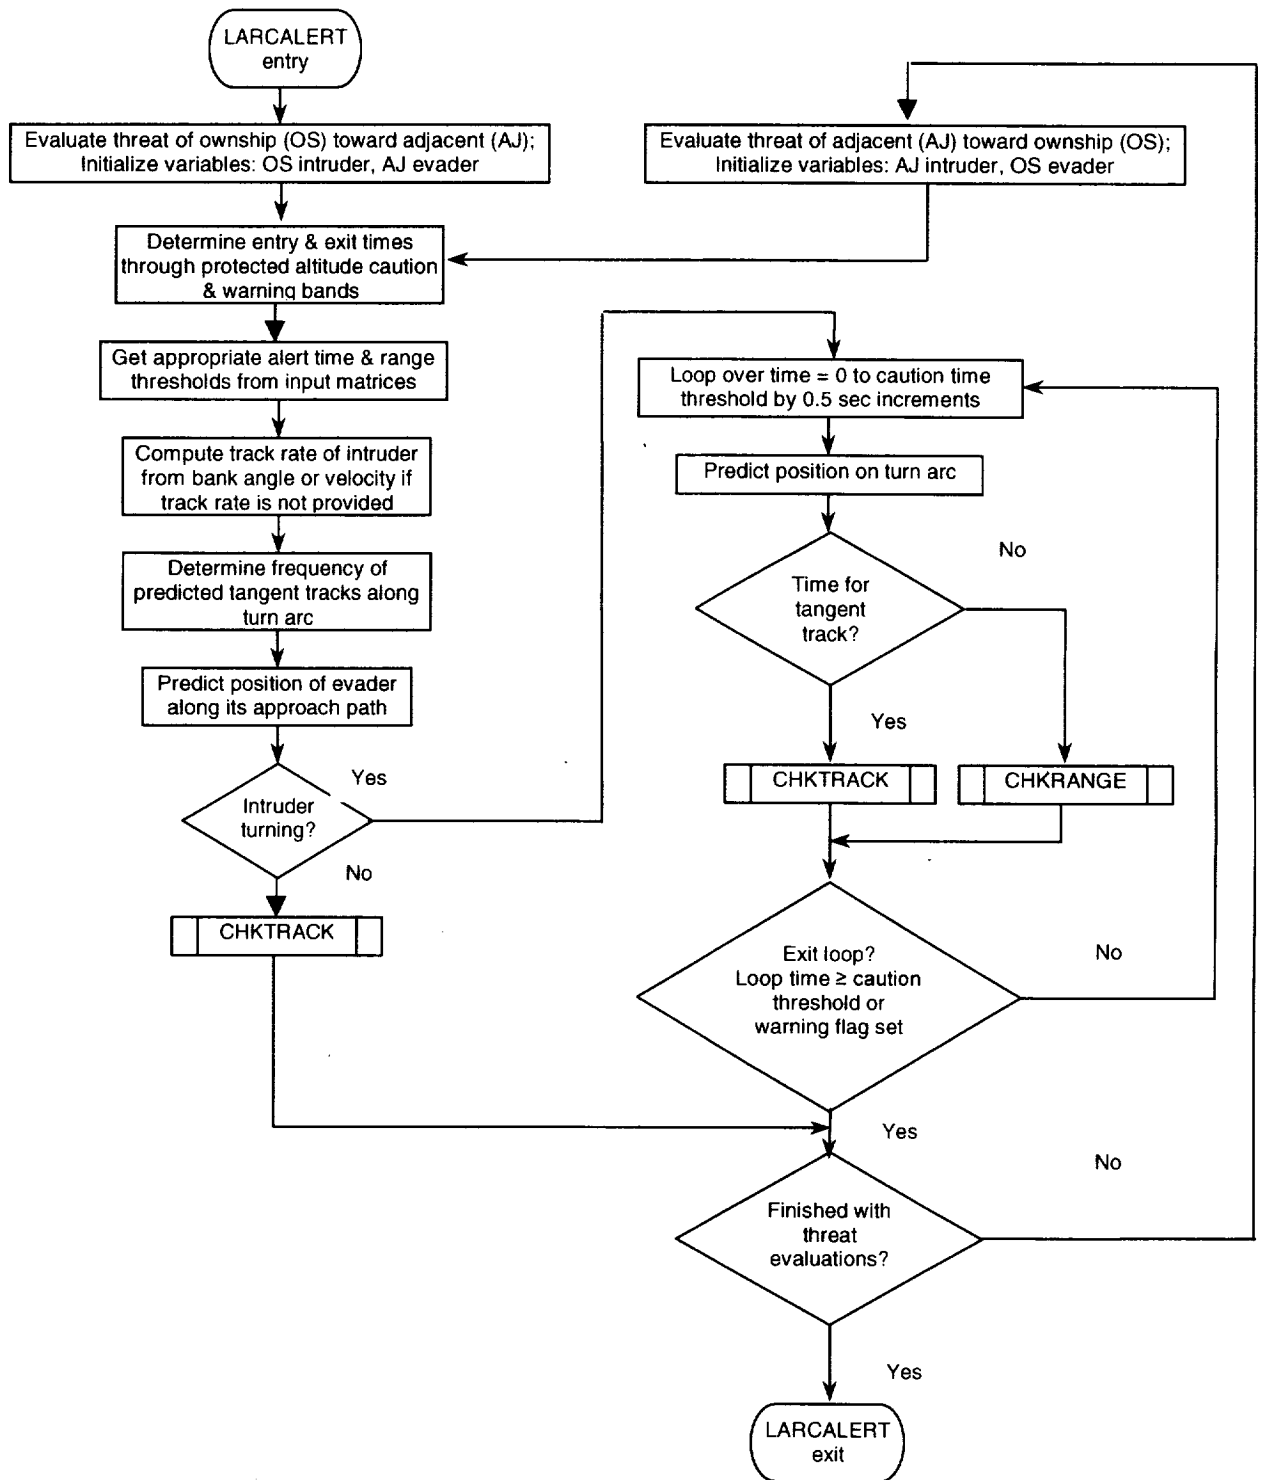 LARCALERT
entry
Evaluate threat of ownship (OS) toward adjacent (AJ);
Initialize variables: OS intruder, AJ evader
Evaluate threat of adjacent (AJ) toward ownship (OS);
Initialize variables: AJ intruder, OS evader
Determine entry & exit times
through protected altitude caution
& warning bands
Get appropriate alert time & range
thresholds from input matrices
Compute track rate of intruder
from bank angle or velocity if
track rate is not provided
Determine frequency of
predicted tangent tracks along
turn arc
Predict position of evader
along its approach path
Intruder
turning?
Yes
No
CHKTRACK
Loop over time = 0 to caution time
threshold by 0.5 sec increments
Predict position on turn arc
Time for
tangent
track?
No
Yes
CHKTRACK
CHKRANGE
Exit loop?
Loop time ≥ caution
threshold or
warning flag set
No
Yes
Finished with
threat
evaluations?
No
Yes
LARCALERT
exit